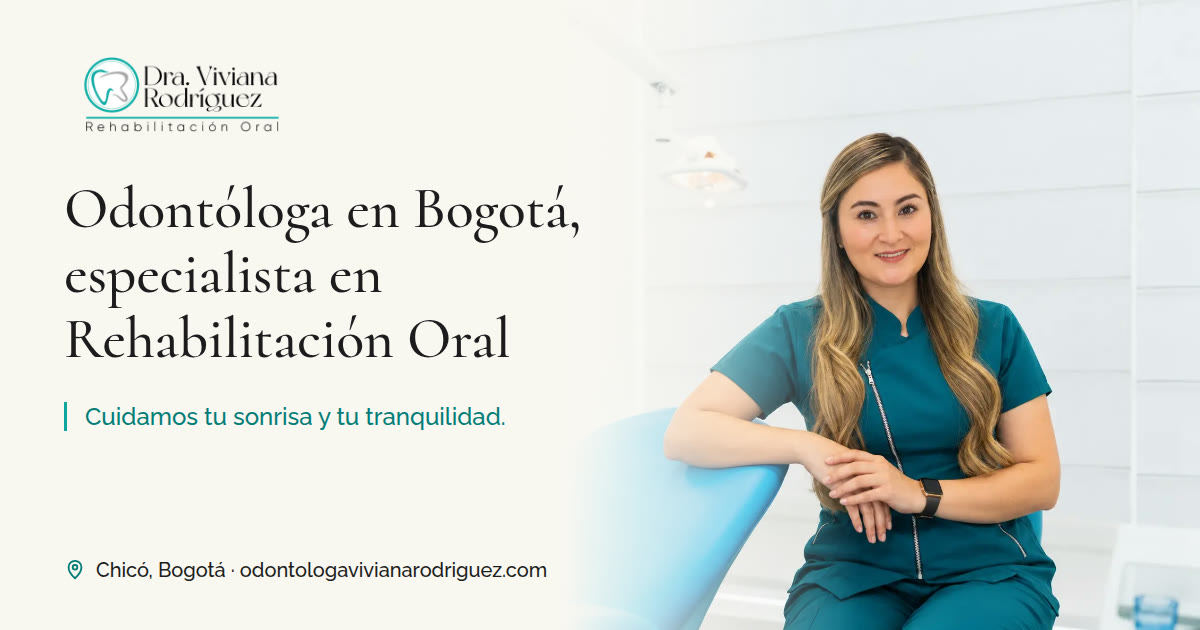 Dra. Viviana
Rodríguez
Rehabilitación Oral
Odontóloga en Bogotá,
especialista en
Rehabilitación Oral
Cuidamos tu sonrisa y tu tranquilidad.
Chicó, Bogotá · odontologavivianarodriguez.com